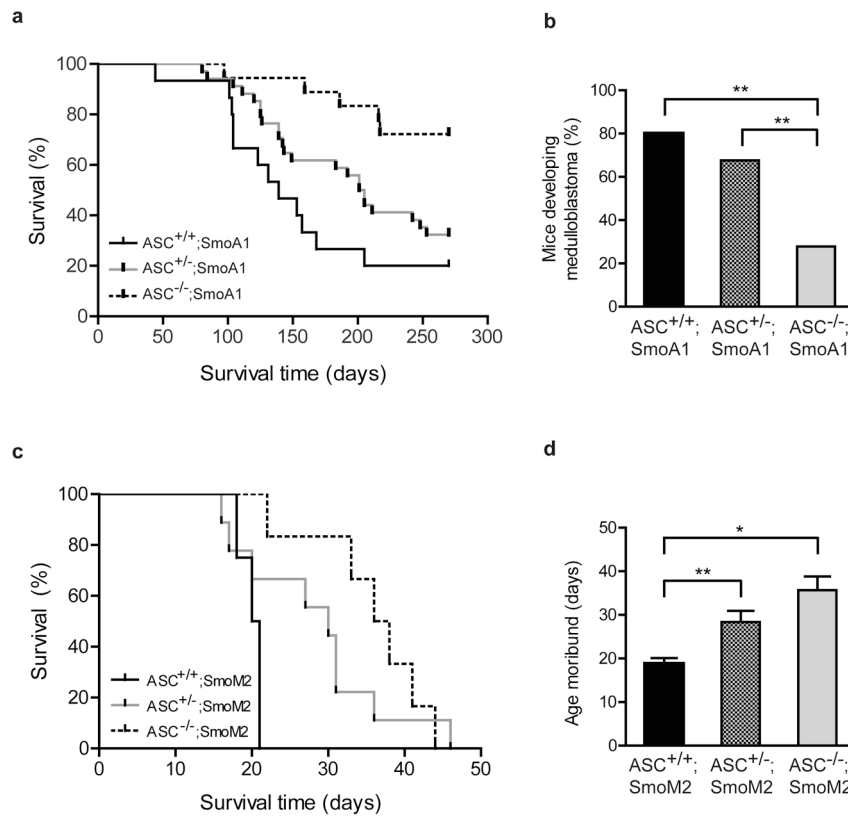 a
100
80
60
40
20
0
Survival (%)
ASC+/+;SmoA1
ASC+/-;SmoA1
ASC-/-;SmoA1
0 50 100 150 200 250 300
Survival time (days)
b
100
80
60
40
20
0
Mice developing
medulloblastoma (%)
**
**
ASC+/+; ASC+/-; ASC-/-;
SmoA1 SmoA1 SmoA1
c
100
80
60
40
20
0
Survival (%)
ASC+/+;SmoM2
ASC+/-;SmoM2
ASC-/-;SmoM2
0 10 20 30 40 50
Survival time (days)
d
50
40
30
20
10
0
Age moribund (days)
*
**
ASC+/+; ASC+/-; ASC-/-;
SmoM2 SmoM2 SmoM2